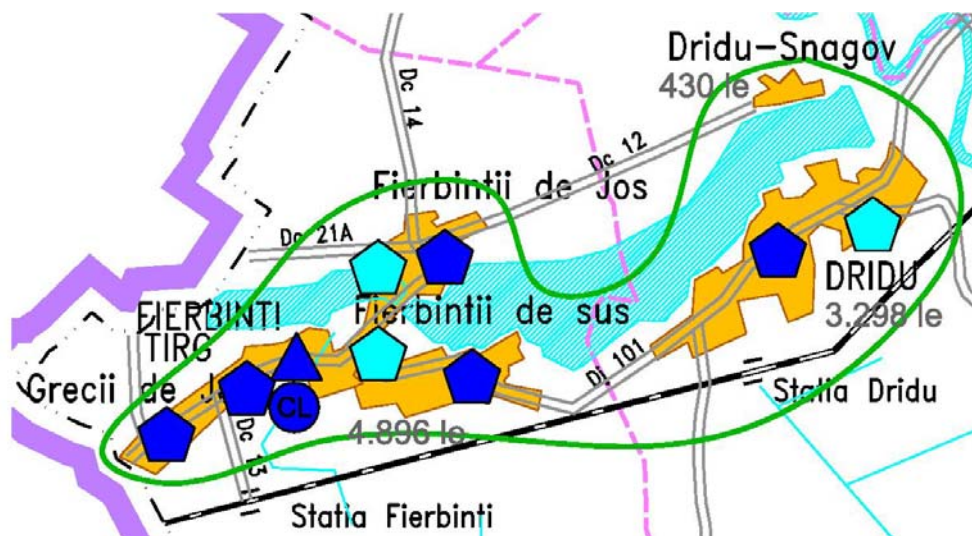 Dridu-Snagov
430 le
Dc 14
Dc 12
Fierbintii de Jos
Dc 21A
DRIDU
3.298 le
FIERBINTI
TIRG
Fierbintii de sus
Grecii de J
Dj 101
CL
Statia Dridu
4.896 le
Dc 13
Statia Fierbinti